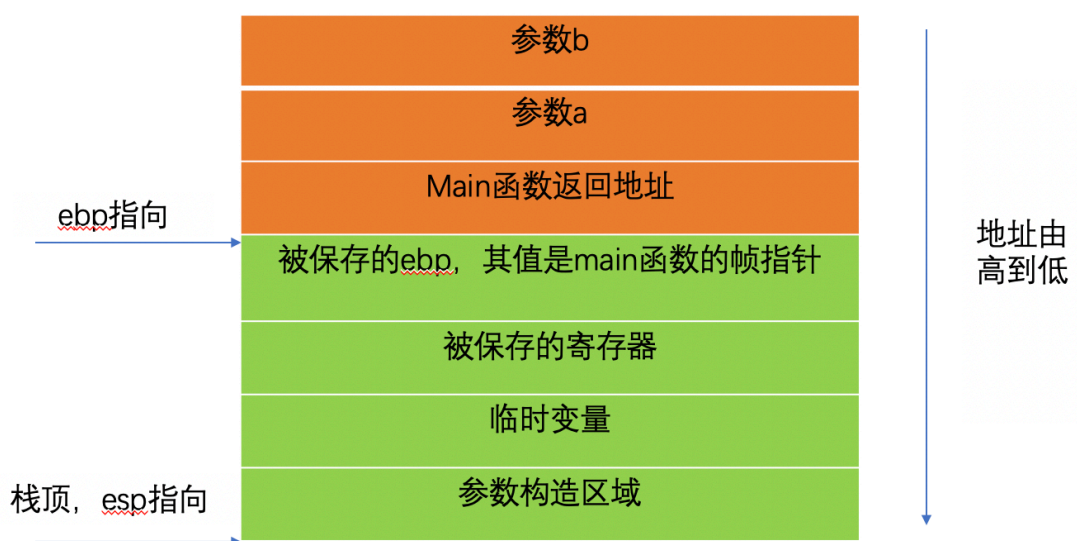 参数b
参数a
Main函数返回地址
ebp指向
被保存的ebp，其值是main函数的帧指针
地址由
高到低
被保存的寄存器
临时变量
参数构造区域
栈顶，esp指向